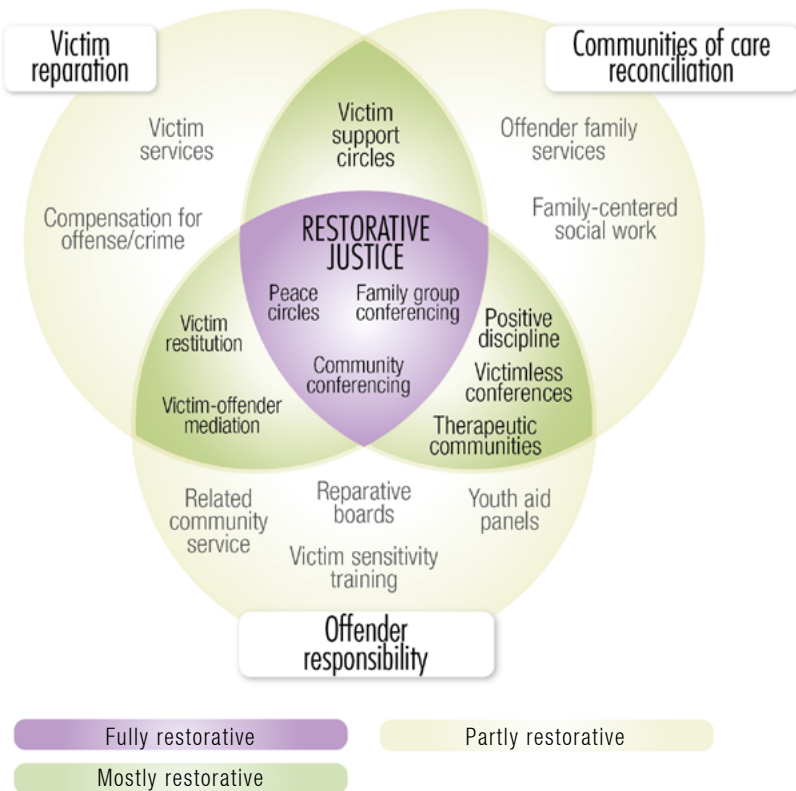 Victim
reparation
Communities of care
reconciliation
Victim
services
Victim
support
circles
Offender family
services
Compensation for
offense/crime
Family-centered
social work
RESTORATIVE
JUSTICE
Peace
circles
Family group
conferencing
Community
conferencing
Victim
restitution
Victim-offender
mediation
Positive
discipline
Victimless
conferences
Therapeutic
communities
Related
community
service
Reparative
boards
Youth aid
panels
Victim sensitivity
training
Offender
responsibility
Fully restorative
Partly restorative
Mostly restorative